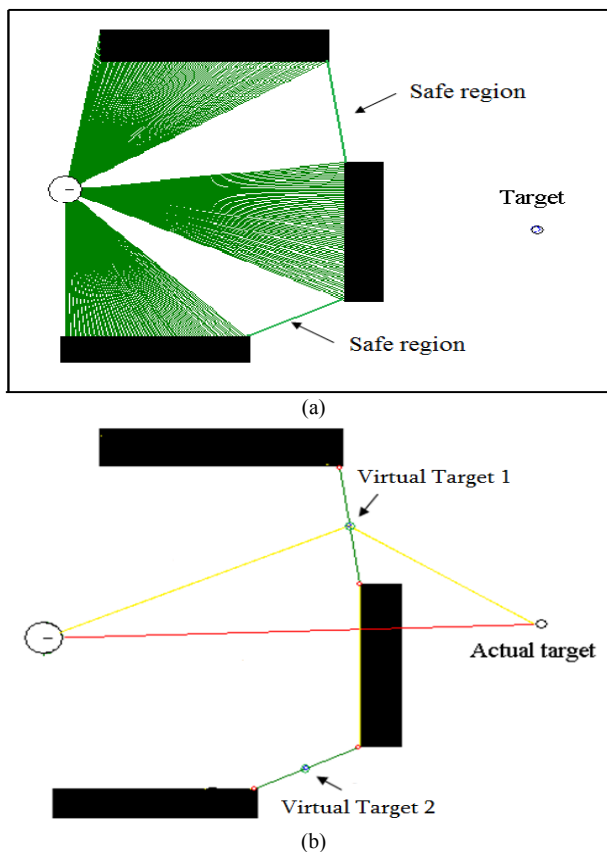 Safe region
Target
Safe region
(a)
Virtual Target 1
Actual target
Virtual Target 2
(b)